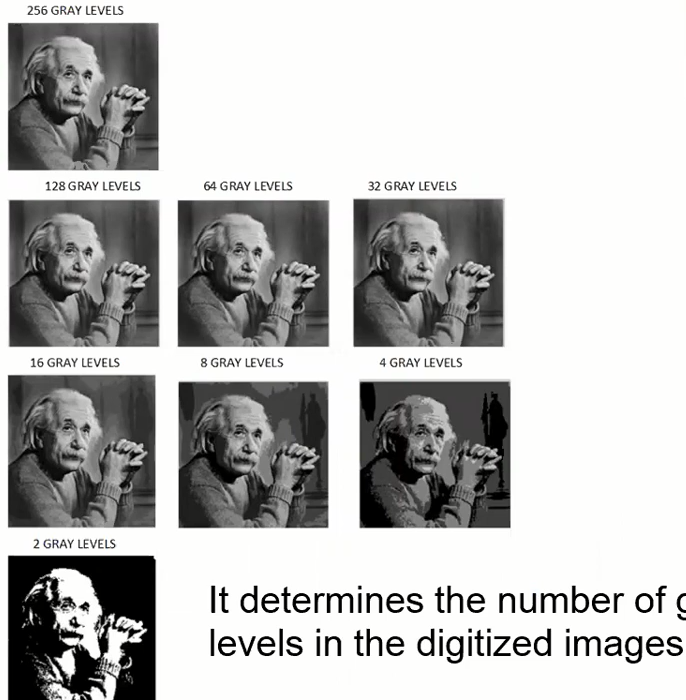 256 GRAY LEVELS
128 GRAY LEVELS
64 GRAY LEVELS
32 GRAY LEVELS
16 GRAY LEVELS
8 GRAY LEVELS
4 GRAY LEVELS
2 GRAY LEVELS
It determines the number of
levels in the digitized images